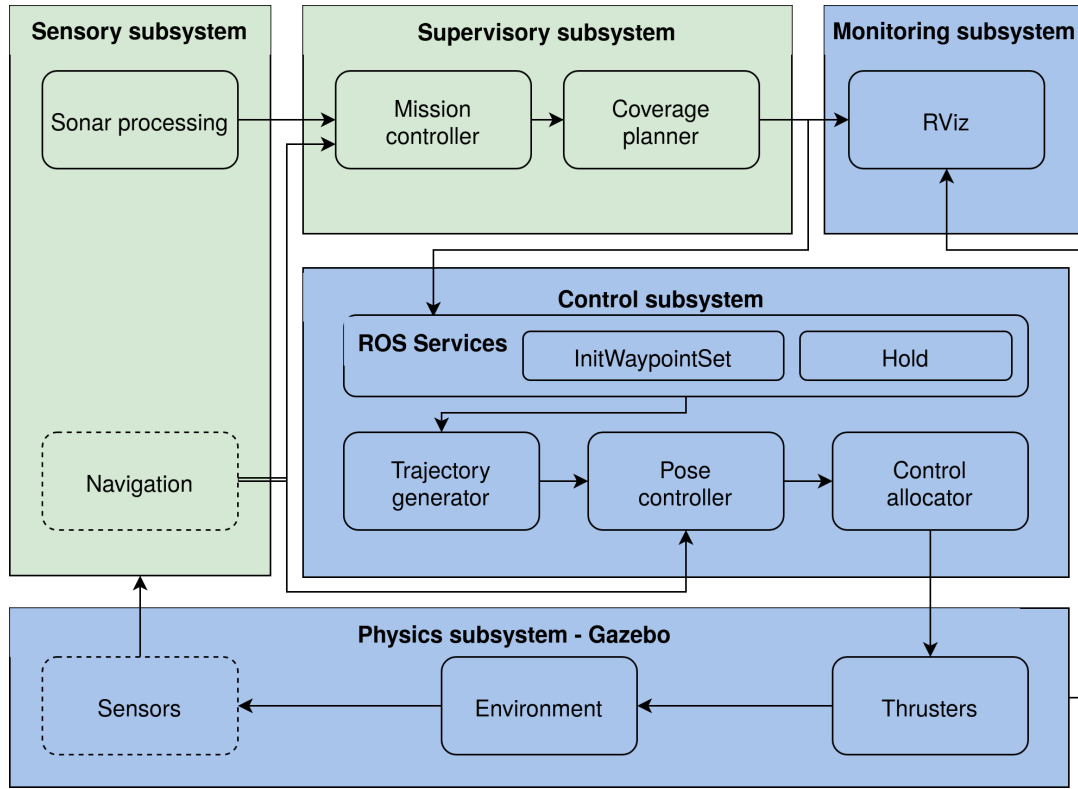 Sensory subsystem
Supervisory subsystem
Monitoring subsystem
Sonar processing
Mission
controller
Coverage
planner
RViz
Control subsystem
ROS Services
InitWaypointSet
Hold
Navigation
Trajectory
generator
Pose
controller
Control
allocator
Physics subsystem - Gazebo
Sensors
Environment
Thrusters